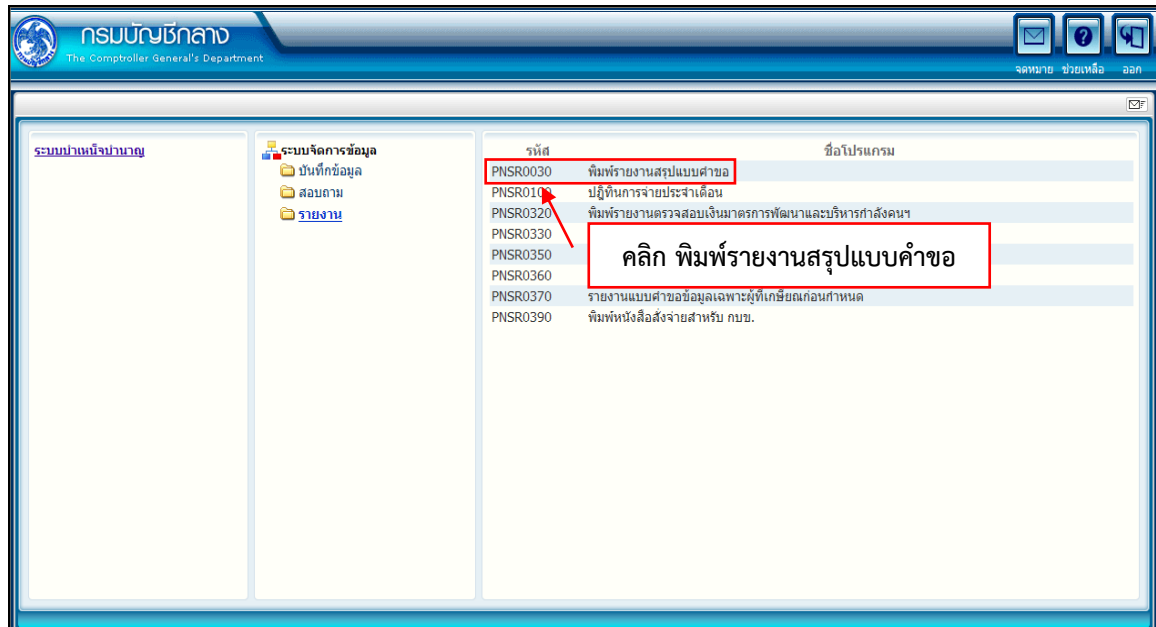 กรมบัญชีกลาง
The Comptroller General's Department
จดหมาย ช่วยเหลือ ออก
ระบบบำเหน็จบำนาญ
ระบบจัดการข้อมูล
บันทึกข้อมูล
สอบถาม
รายงาน
รหัส ชื่อโปรแกรม
PNSR0030 พิมพ์รายงานสรุปแบบคำขอ
PNSR0100 ปฏิทินการจ่ายประจำเดือน
PNSR0320 พิมพ์รายงานตรวจสอบเงินมาตรการพัฒนาและบริหารกำลังคนฯ
PNSR0330
PNSR0350
PNSR0360
คลิก พิมพ์รายงานสรุปแบบคำขอ
PNSR0370 รายงานแบบคำขอข้อมูลเฉพาะผู้ที่เกษียณก่อนกำหนด
PNSR0390 พิมพ์หนังสือสั่งจ่ายสำหรับ กบข.